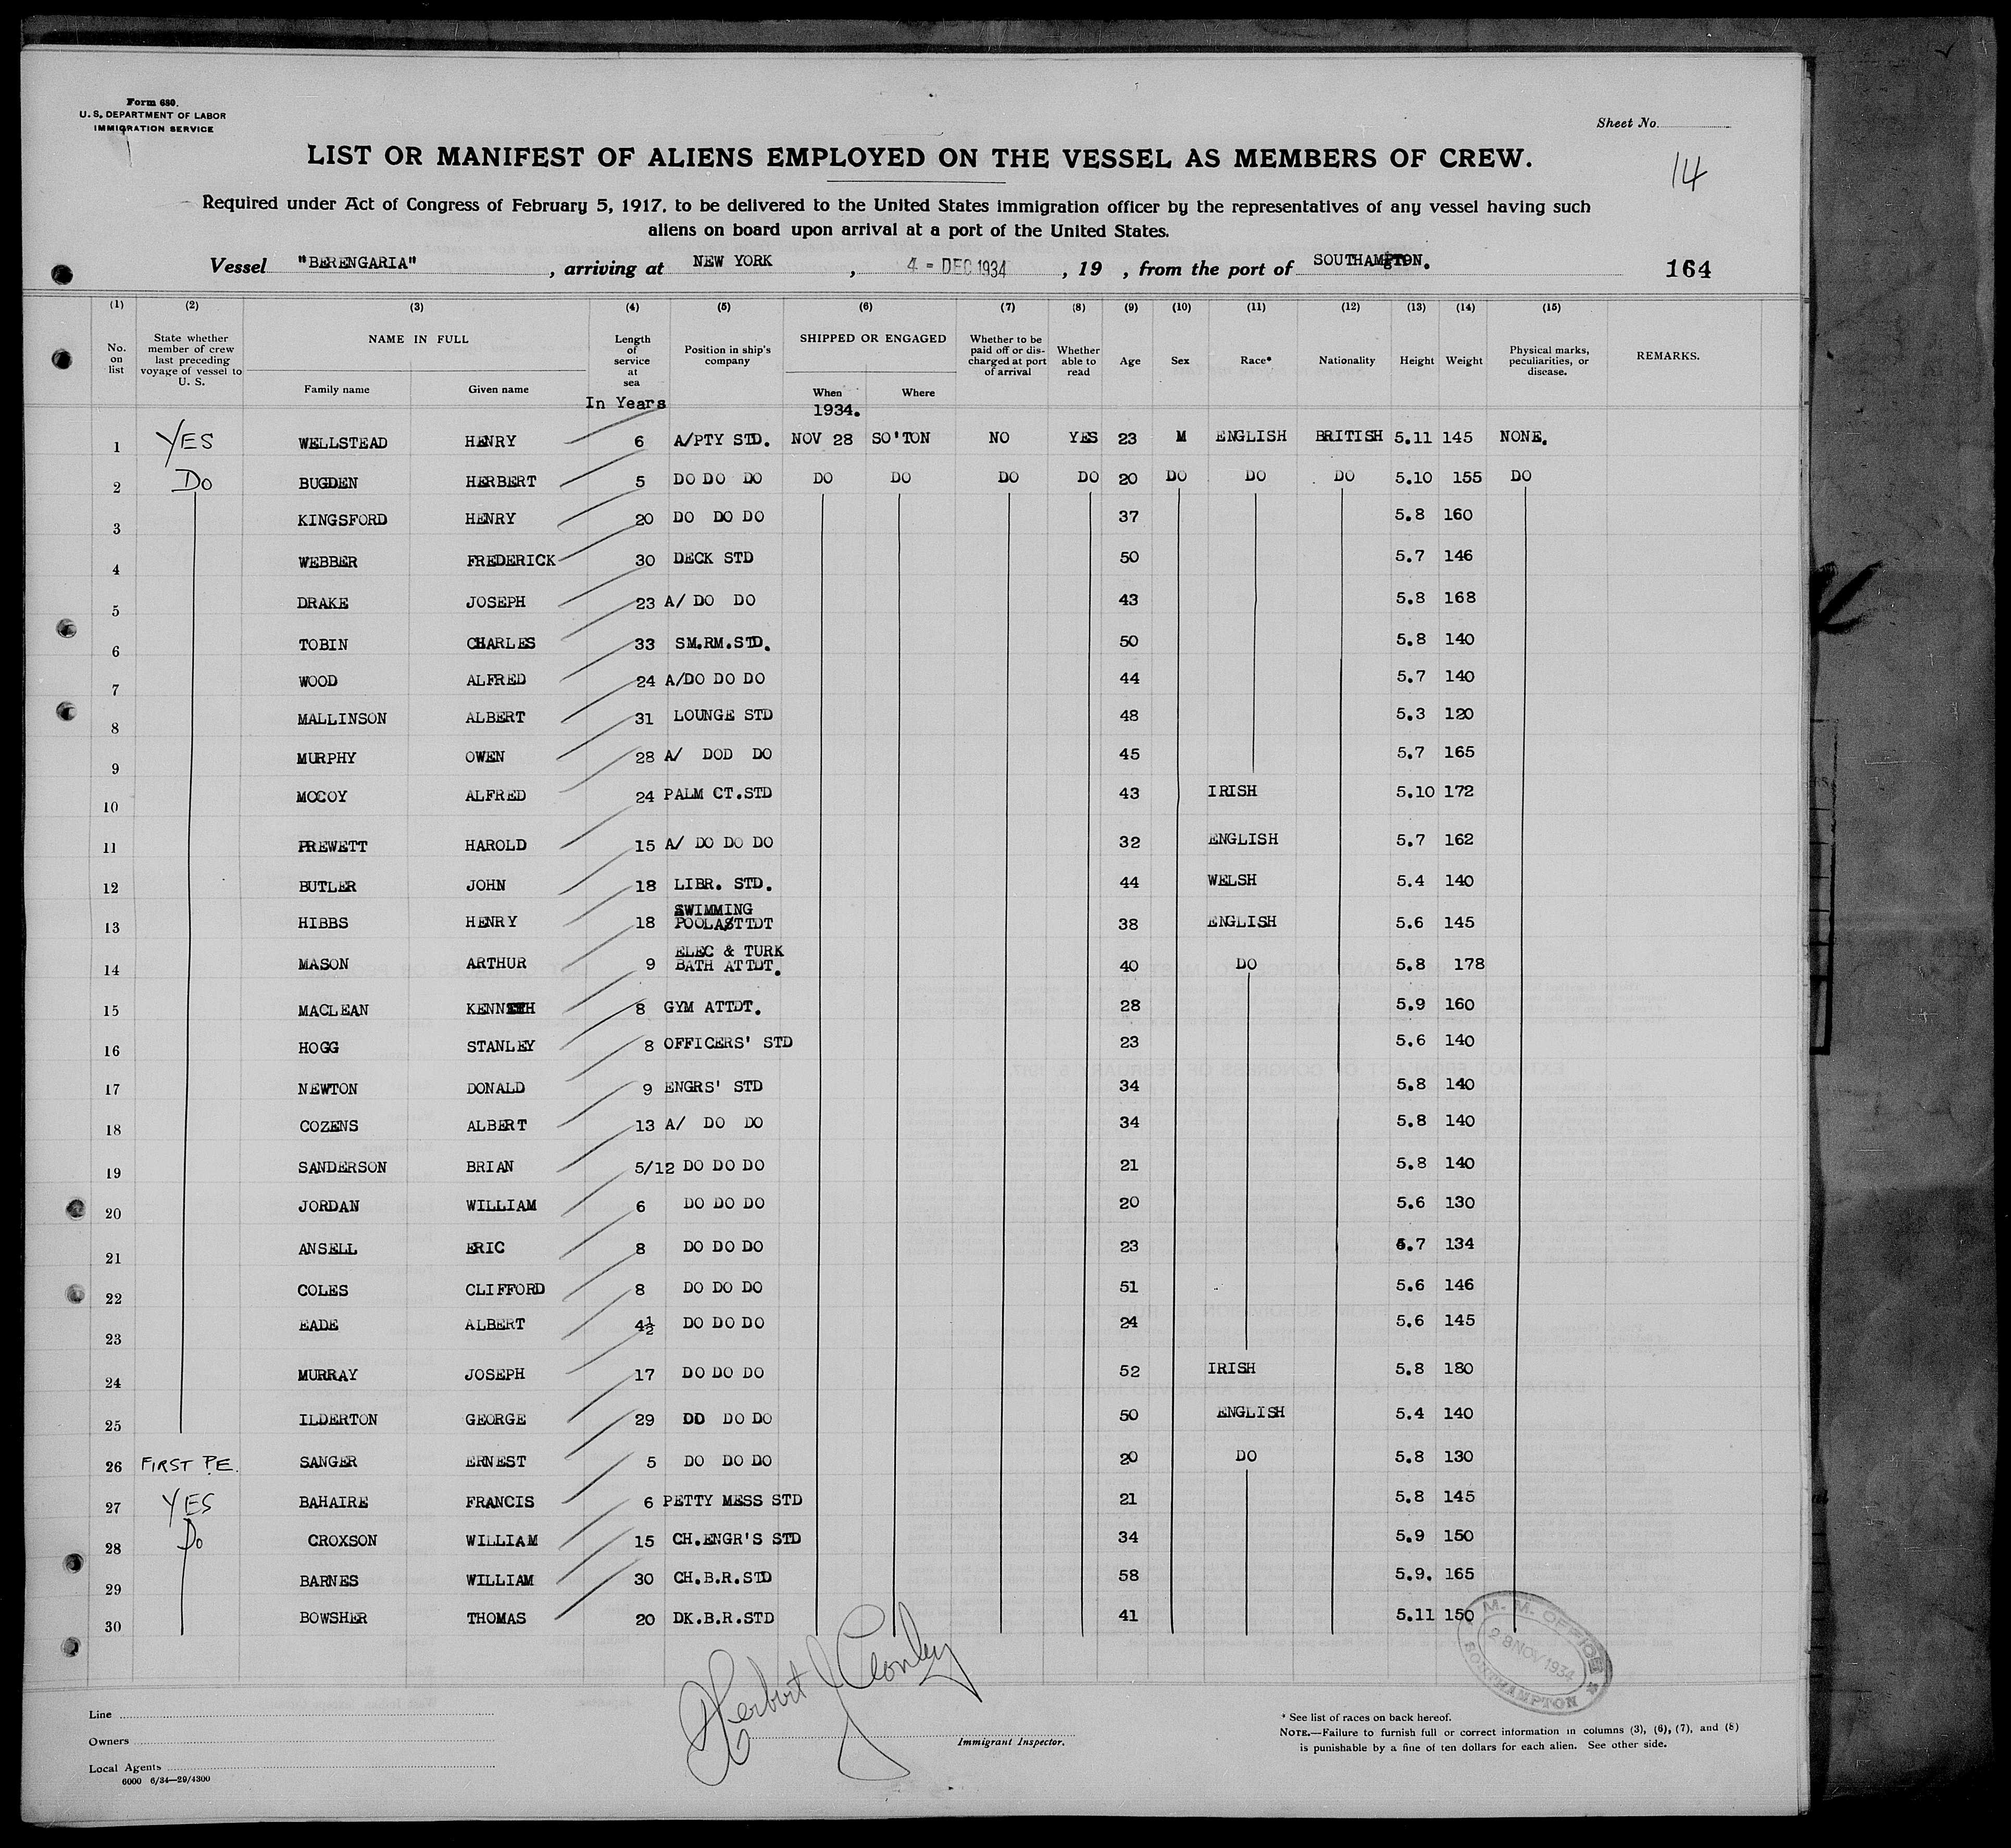 Form 680.
U. S. DEPARTMENT OF LABOR
IMMIGRATION SERVICE
Sheet No.
LIST OR MANIFEST OF ALIENS EMPLOYED ON THE VESSEL AS MEMBERS OF CREW.
14
Required under Act of Congress of February 5, 1917, to be delivered to the United States immigration officer by the representatives of any vessel having such
aliens on board upon arrival at a port of the United States.
Vessel "BERENGARIA" , arriving at NEW YORK , 4 - DEC 1934 , 19 , from the port of SOUTHAMPTON. 164
(1) (2) (3) (4) (5) (6) (7) (8) (9) (10) (11) (12) (13) (14) (15)
No. on list State whether member of crew last preceding voyage of vessel to U. S. NAME IN FULL Family name Given name Length of service at sea In Years Position in ship's company SHIPPED OR ENGAGED When 1934. Where Whether to be paid off or discharged at port of arrival Whether able to read Age Sex Race* Nationality Height Weight Physical marks, peculiarities, or disease. REMARKS.
1 YES WELLSTEAD HENRY 6 A/PTY STD. NOV 28 SO'TON NO YES 23 M ENGLISH BRITISH 5.11 145 NONE.
2 Do BUGDEN HERBERT 5 DO DO DO DO DO DO DO 20 DO DO DO 5.10 155 DO
3 KINGSFORD HENRY 20 DO DO DO 37 5.8 160
4 WEBBER FREDERICK 30 DECK STD 50 5.7 146
5 DRAKE JOSEPH 23 A/ DO DO 43 5.8 168
6 TOBIN CHARLES 33 SM.RM.STD. 50 5.8 140
7 WOOD ALFRED 24 A/DO DO DO 44 5.7 140
8 MALLINSON ALBERT 31 LOUNGE STD 48 5.3 120
9 MURPHY OWEN 28 A/ DOD DO 45 5.7 165
10 MCCOY ALFRED 24 PALM CT.STD 43 IRISH 5.10 172
11 PREWETT HAROLD 15 A/ DO DO DO 32 ENGLISH 5.7 162
12 BUTLER JOHN 18 LIBR. STD. 44 WELSH 5.4 140
13 HIBBS HENRY 18 SWIMMING POOL ATTDT 38 ENGLISH 5.6 145
14 MASON ARTHUR 9 ELEC & TURK BATH ATTDT. 40 DO 5.8 178
15 MACLEAN KENNETH 8 GYM ATTDT. 28 5.9 160
16 HOGG STANLEY 8 OFFICERS' STD 23 5.6 140
17 NEWTON DONALD 9 ENGRS' STD 34 5.8 140
18 COZENS ALBERT 13 A/ DO DO 34 5.8 140
19 SANDERSON BRIAN 5/12 DO DO DO 21 5.8 140
20 JORDAN WILLIAM 6 DO DO DO 20 5.6 130
21 ANSELL ERIC 8 DO DO DO 23 5.7 134
22 COLES CLIFFORD 8 DO DO DO 51 5.6 146
23 EADE ALBERT 4½ DO DO DO 24 5.6 145
24 MURRAY JOSEPH 17 DO DO DO 52 IRISH 5.8 180
25 ILDERTON GEORGE 29 DD DO DO 50 ENGLISH 5.4 140
26 FIRST P.E. SANGER ERNEST 5 DO DO DO 20 DO 5.8 130
27 YES BAHAIRE FRANCIS 6 PETTY MESS STD 21 5.8 145
28 Do CROXSON WILLIAM 15 CH.ENGR'S STD 34 5.9 150
29 BARNES WILLIAM 30 CH.B.R.STD 58 5.9. 165
30 BOWSHER THOMAS 20 DK.B.R.STD 41 5.11 150
M. M. OFFICE
28 NOV 1934
SOUTHAMPTON
Line
Owners
Local Agents
6000 6/34—29/4300
Herbert J Conley
Immigrant Inspector.
* See list of races on back hereof.
NOTE.—Failure to furnish full or correct information in columns (3), (6), (7), and (8)
is punishable by a fine of ten dollars for each alien. See other side.